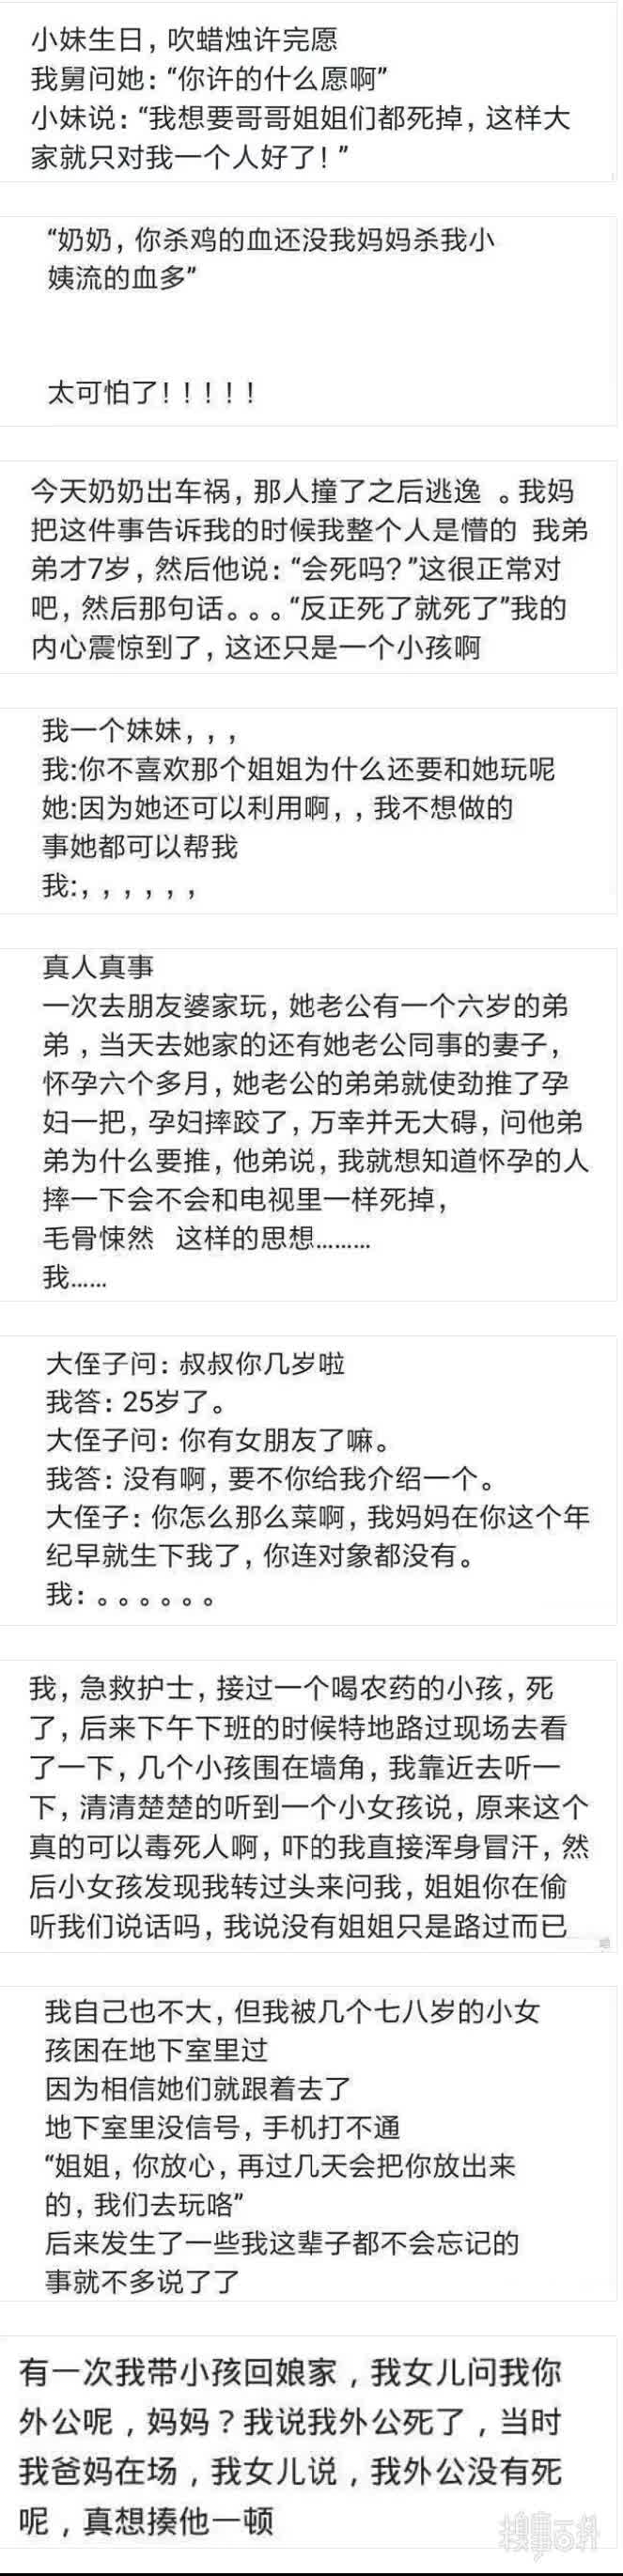 小妹生日，吹蜡烛许完愿
我舅问她：“你许的什么愿啊”
小妹说：“我想要哥哥姐姐们都死掉，这样大
家就只对我一个人好了！”
“奶奶，你杀鸡的血还没我妈妈杀我小
姨流的血多”
太可怕了！！！！！
今天奶奶出车祸，那人撞了之后逃逸 。我妈
把这件事告诉我的时候我整个人是懵的 我弟
弟才7岁，然后他说：“会死吗？”这很正常对
吧，然后那句话。。。“反正死了就死了”我的
内心震惊到了，这还只是一个小孩啊
我一个妹妹，，，
我:你不喜欢那个姐姐为什么还要和她玩呢
她:因为她还可以利用啊，，我不想做的
事她都可以帮我
我:，，，，，，
真人真事
一次去朋友婆家玩，她老公有一个六岁的弟
弟，当天去她家的还有她老公同事的妻子，
怀孕六个多月，她老公的弟弟就使劲推了孕
妇一把，孕妇摔跤了，万幸并无大碍，问他弟
弟为什么要推，他弟说，我就想知道怀孕的人
摔一下会不会和电视里一样死掉，
毛骨悚然 这样的思想………
我……
大侄子问：叔叔你几岁啦
我答：25岁了。
大侄子问：你有女朋友了嘛。
我答：没有啊，要不你给我介绍一个。
大侄子：你怎么那么菜啊，我妈妈在你这个年
纪早就生下我了，你连对象都没有。
我：。。。。。。
我，急救护士，接过一个喝农药的小孩，死
了，后来下午下班的时候特地路过现场去看
了一下，几个小孩围在墙角，我靠近去听一
下，清清楚楚的听到一个小女孩说，原来这个
真的可以毒死人啊，吓的我直接浑身冒汗，然
后小女孩发现我转过头来问我，姐姐你在偷
听我们说话吗，我说没有姐姐只是路过而已
我自己也不大，但我被几个七八岁的小女
孩困在地下室里过
因为相信她们就跟着去了
地下室里没信号，手机打不通
“姐姐，你放心，再过几天会把你放出来
的，我们去玩咯”
后来发生了一些我这辈子都不会忘记的
事就不多说了了
有一次我带小孩回娘家，我女儿问我你
外公呢，妈妈？我说我外公死了，当时
我爸妈在场，我女儿说，我外公没有死
呢，真想揍他一顿
糗事百科